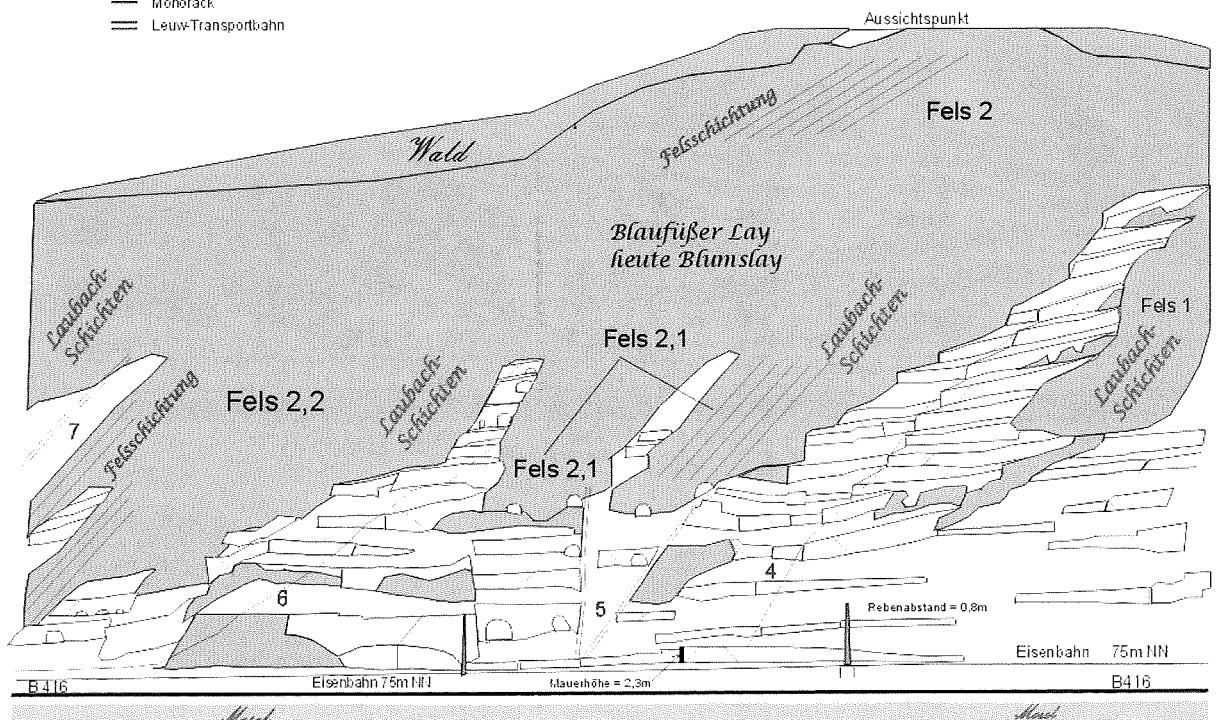 Monorack
Leuw-Transportbahn
Aussichtspunkt
Felsschichtung
Fels 2
Wald
Blaufüßer Lay
heute Blumslay
Laubach-
Schichten
Laubach-
Schichten
Fels 1
Fels 2,1
Laubach-
Schichten
Laubach-
Schichten
Felsschichtung
Fels 2,2
7
Fels 2,1
4
6
5
Rebenabstand = 0,8m
Eisenbahn 75m NN
B 416
Eisenbahn 75m NN
Mauerhöhe = 2,3m
B416
Mosel
Mosel